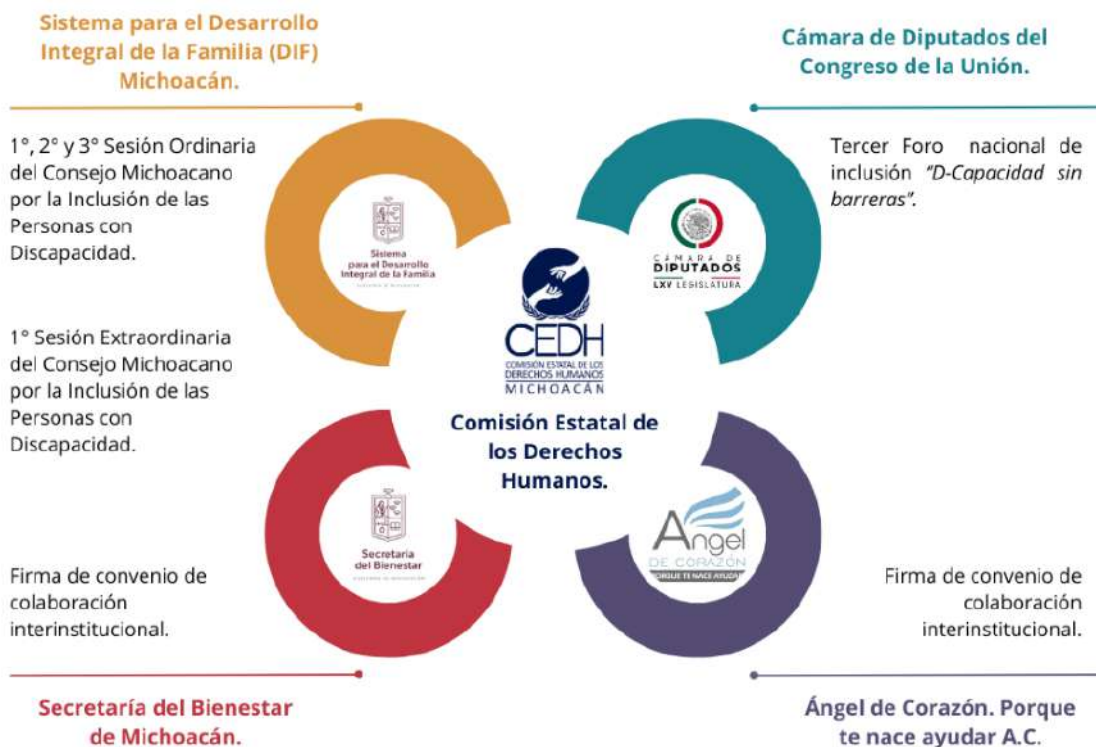 Sistema para el Desarrollo
Integral de la Familia (DIF)
Michoacán.
1°, 2° y 3° Sesión Ordinaria
del Consejo Michoacano
por la Inclusión de las
Personas con
Discapacidad.
1° Sesión Extraordinaria
del Consejo Michoacano
por la Inclusión de las
Personas con
Discapacidad.
Sistema
para el Desarrollo
Integral de la Familia
Cámara de Diputados del
Congreso de la Unión.
Tercer Foro nacional de
inclusión "D-Capacidad sin
barreras".
CÁMARA DE
DIPUTADOS
LXV LEGISLATURA
CEDH
COMISIÓN ESTATAL DE LOS
DERECHOS HUMANOS
MICHOACÁN
Comisión Estatal de
los Derechos
Humanos.
Secretaría
del Bienestar
Firma de convenio de
colaboración
interinstitucional.
Secretaría del Bienestar
de Michoacán.
Ángel
DE CORAZÓN
PORQUE TE NACE AYUDAR
Firma de convenio de
colaboración
interinstitucional.
Ángel de Corazón. Porque
te nace ayudar A.C.